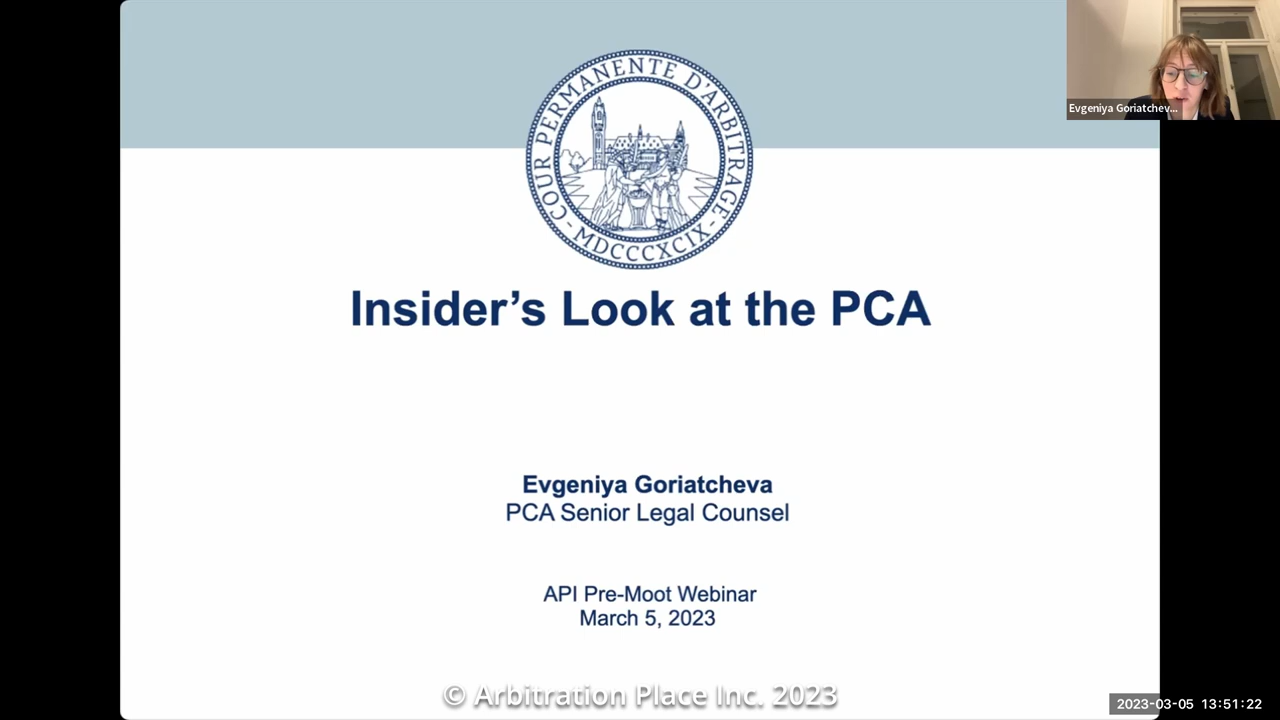 COUR PERMANENTE D'ARBITRAGE
- MDCCCXCIX -
Evgeniya Goriatchev...
Insider's Look at the PCA
Evgeniya Goriatcheva
PCA Senior Legal Counsel
API Pre-Moot Webinar
March 5, 2023
© Arbitration Place Inc. 2023
2023-03-05 13:51:22